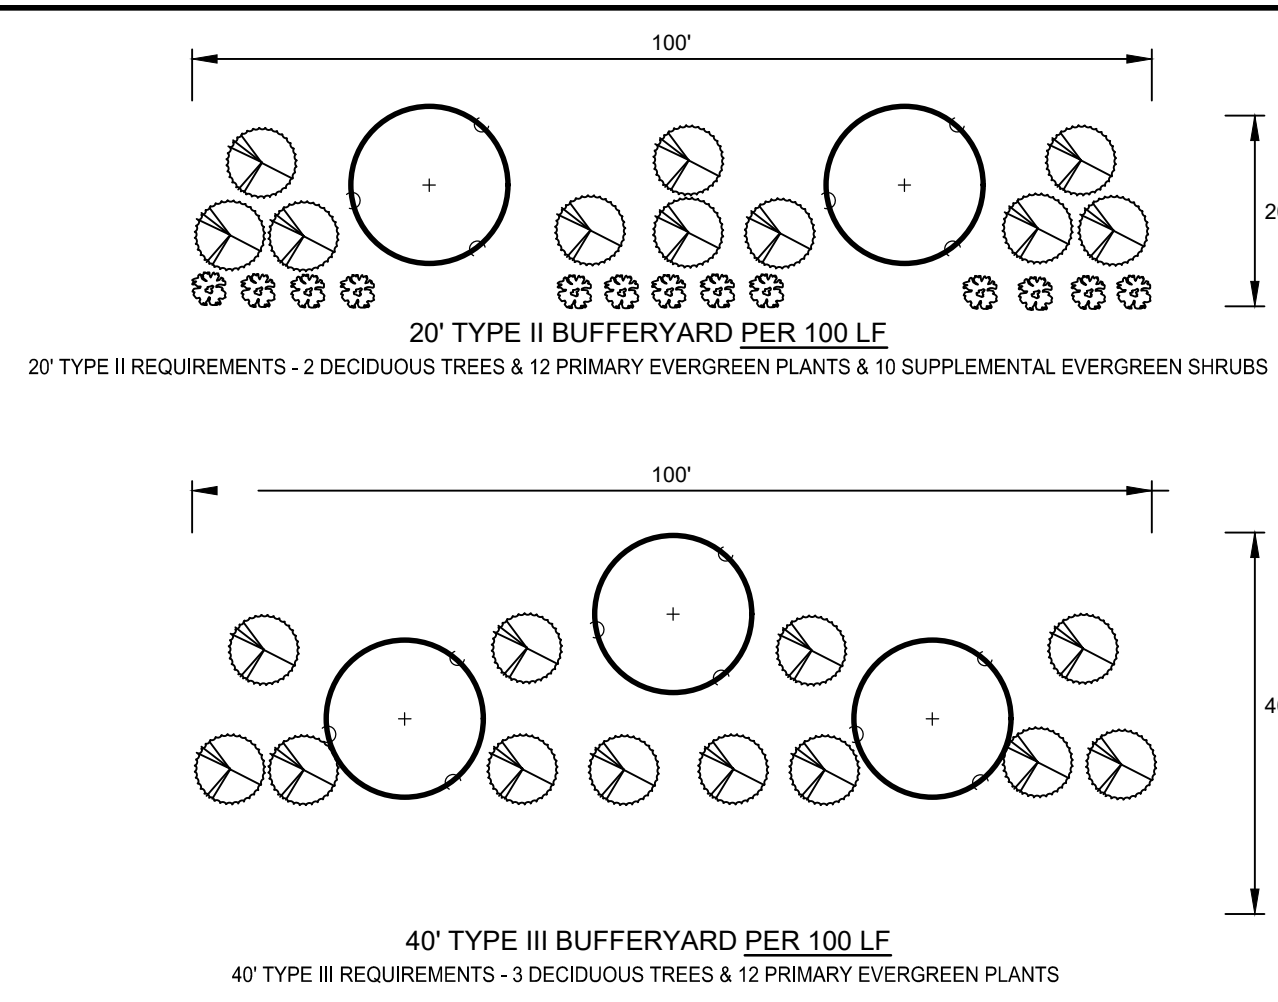 100'
20' TYPE II BUFFERYARD PER 100 LF
20' TYPE II REQUIREMENTS - 2 DECIDUOUS TREES & 12 PRIMARY EVERGREEN PLANTS & 10 SUPPLEMENTAL EVERGREEN SHRUBS
100'
40' TYPE III BUFFERYARD PER 100 LF
40' TYPE III REQUIREMENTS - 3 DECIDUOUS TREES & 12 PRIMARY EVERGREEN PLANTS